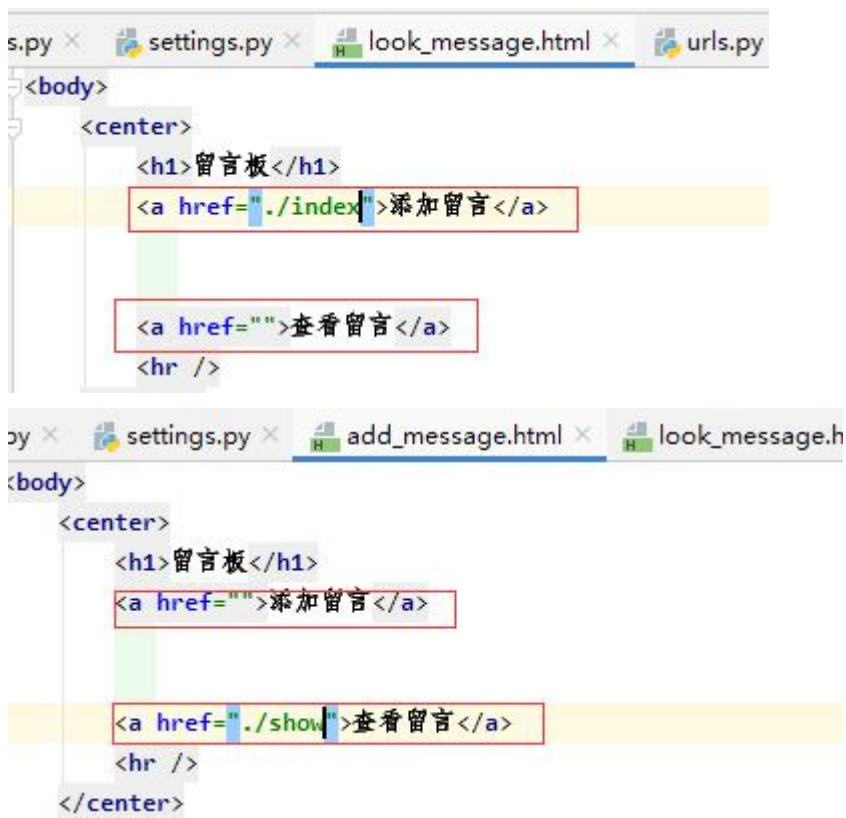 s.py × settings.py × look_message.html × urls.py
<body>
<center>
<h1>留言板</h1>
<a href="./index">添加留言</a>
<a href="">查看留言</a>
<hr />
py × settings.py × add_message.html × look_message.h
<body>
<center>
<h1>留言板</h1>
<a href="">添加留言</a>
<a href="./show">查看留言</a>
<hr />
</center>